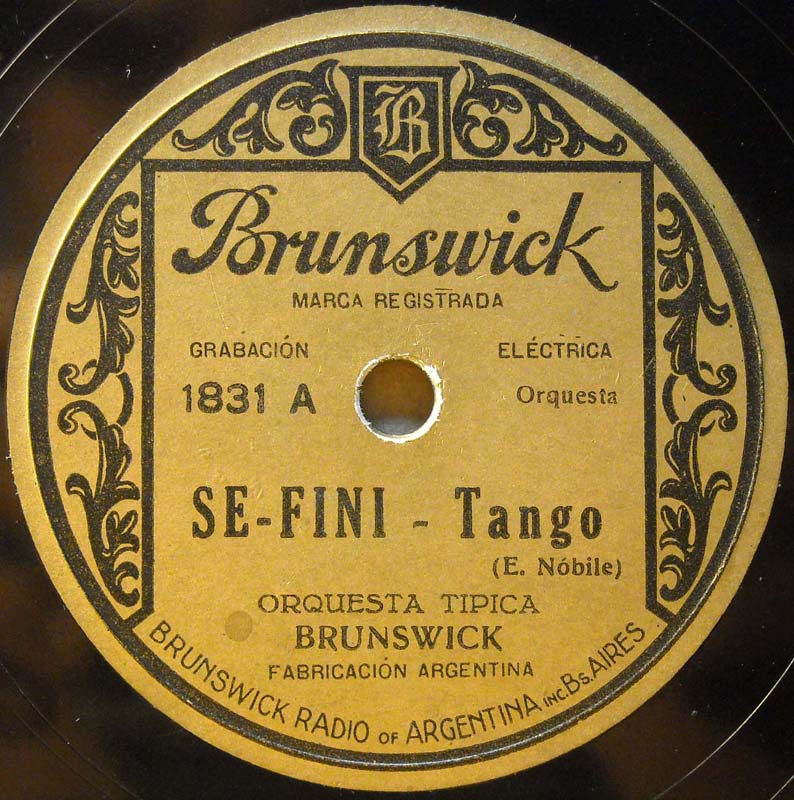 B
Brunswick
MARCA REGISTRADA
GRABACIÓN ELÉCTRICA
1831 A Orquesta
SE-FINI - Tango
(E. Nóbile)
ORQUESTA TIPICA
BRUNSWICK
FABRICACIÓN ARGENTINA
BRUNSWICK RADIO OF ARGENTINA INC. Bs. AIRES